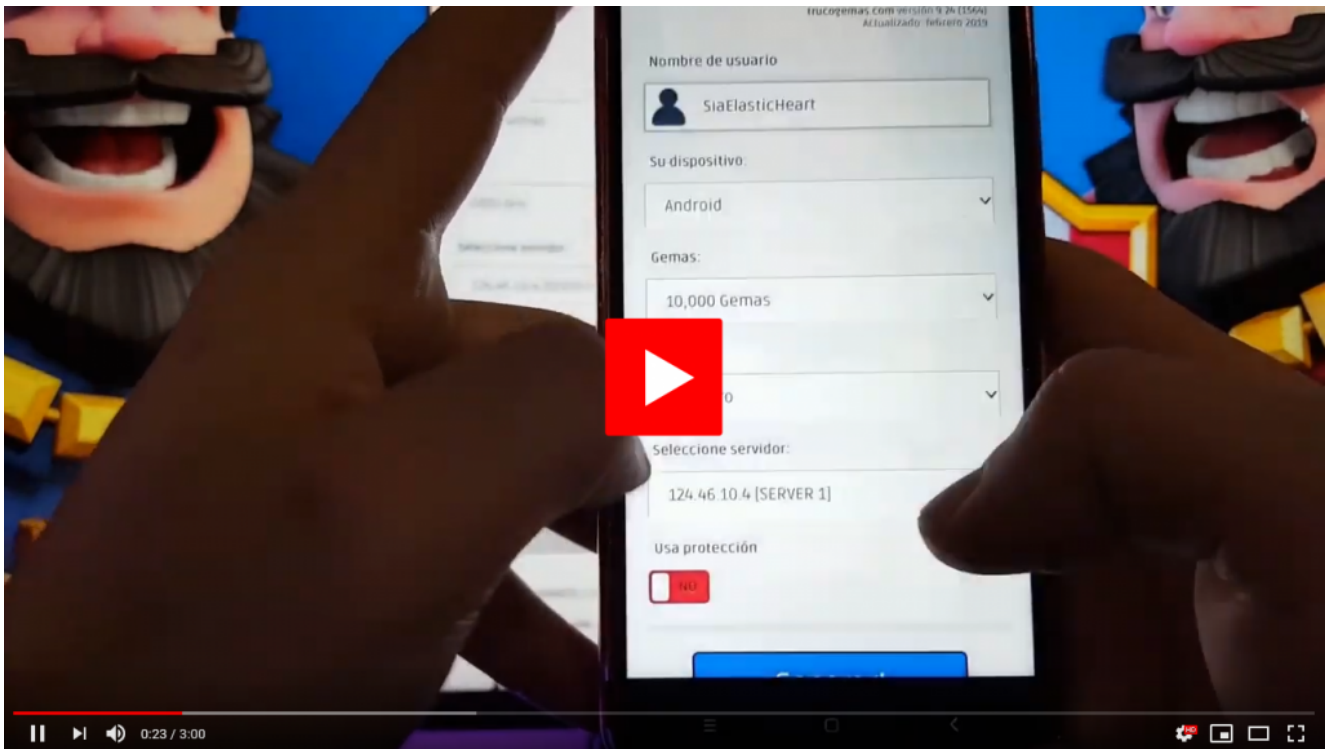 trucogemas.com versión 9.24 (1564)
Actualizado: febrero 2019
Nombre de usuario
SiaElasticHeart
Su dispositivo:
Android
Gemas:
10,000 Gemas
o
Seleccione servidor:
124.46.10.4 [SERVER 1]
Usa protección
NO
0:23 / 3:00
HD